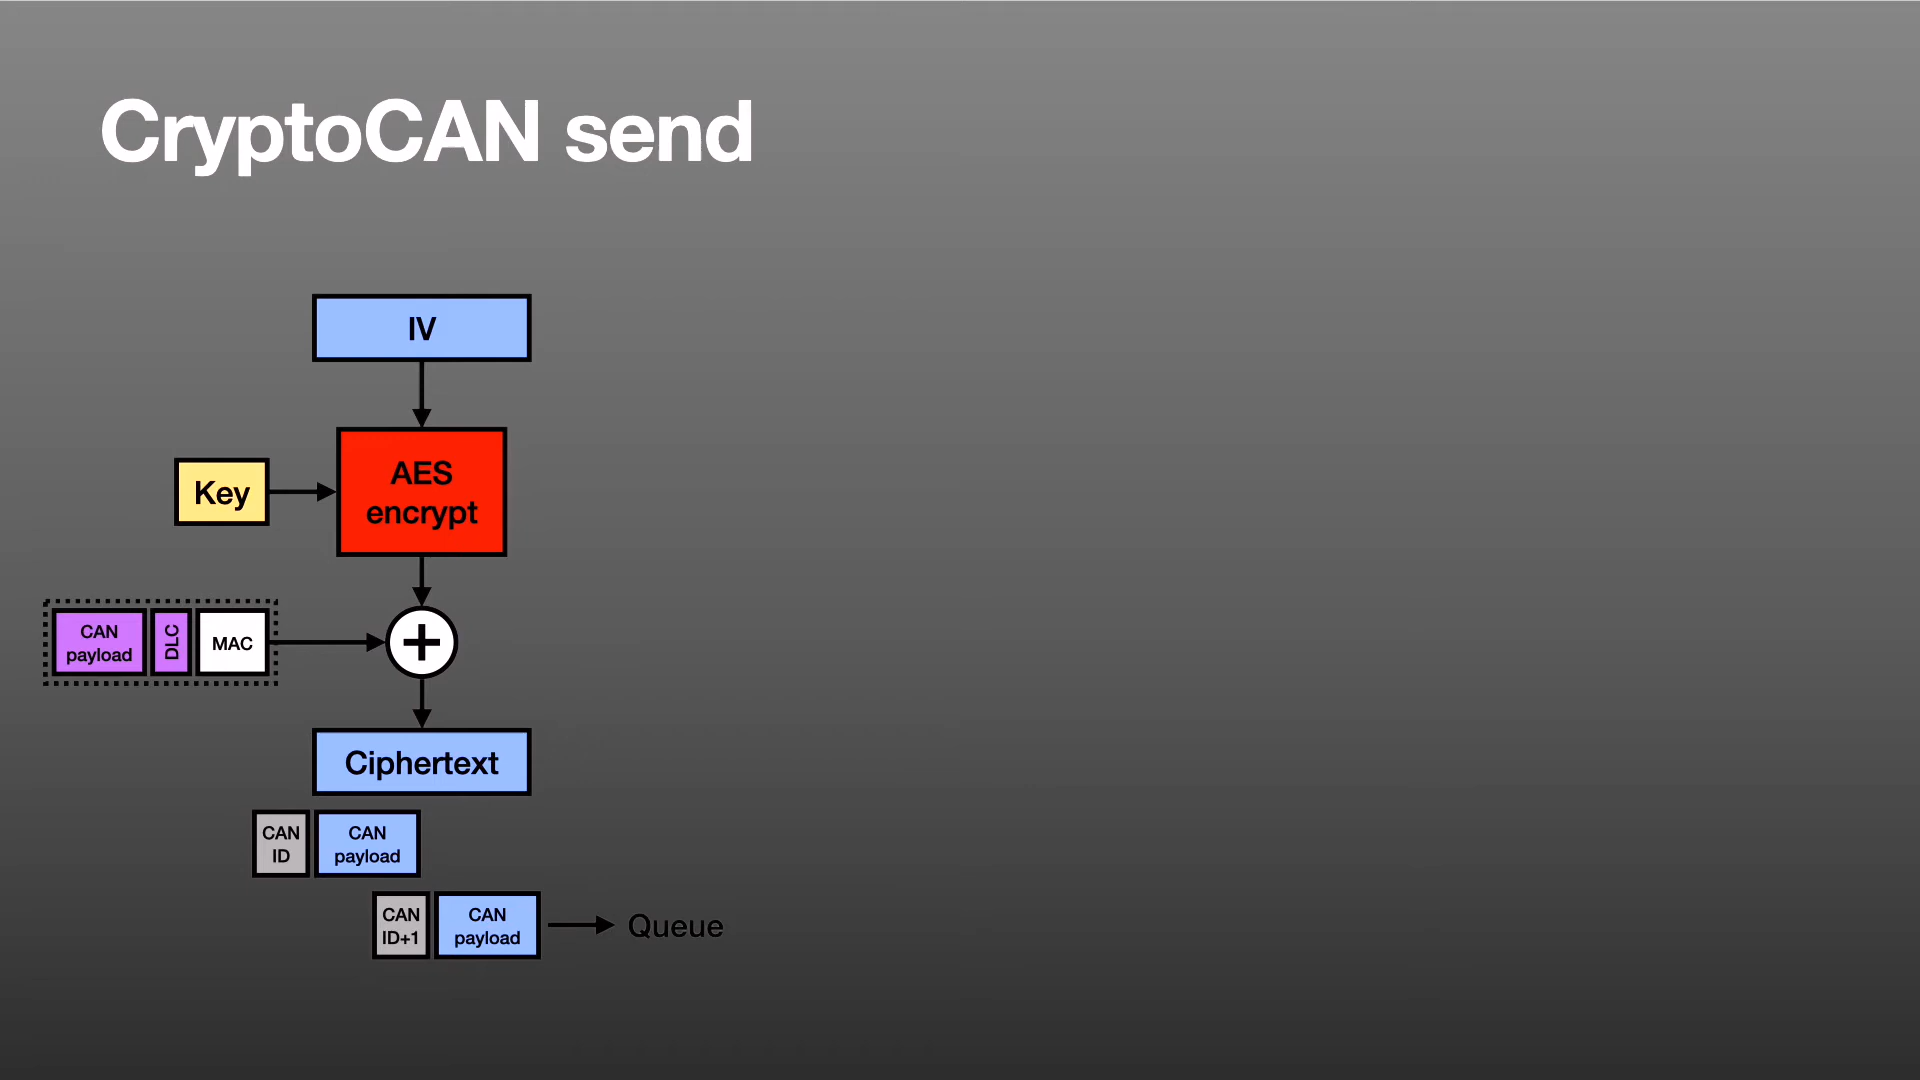 CryptoCAN send
IV
Key
AES
encrypt
CAN
payload
DLC
MAC
+
Ciphertext
CAN
ID
CAN
payload
CAN
ID+1
CAN
payload
Queue